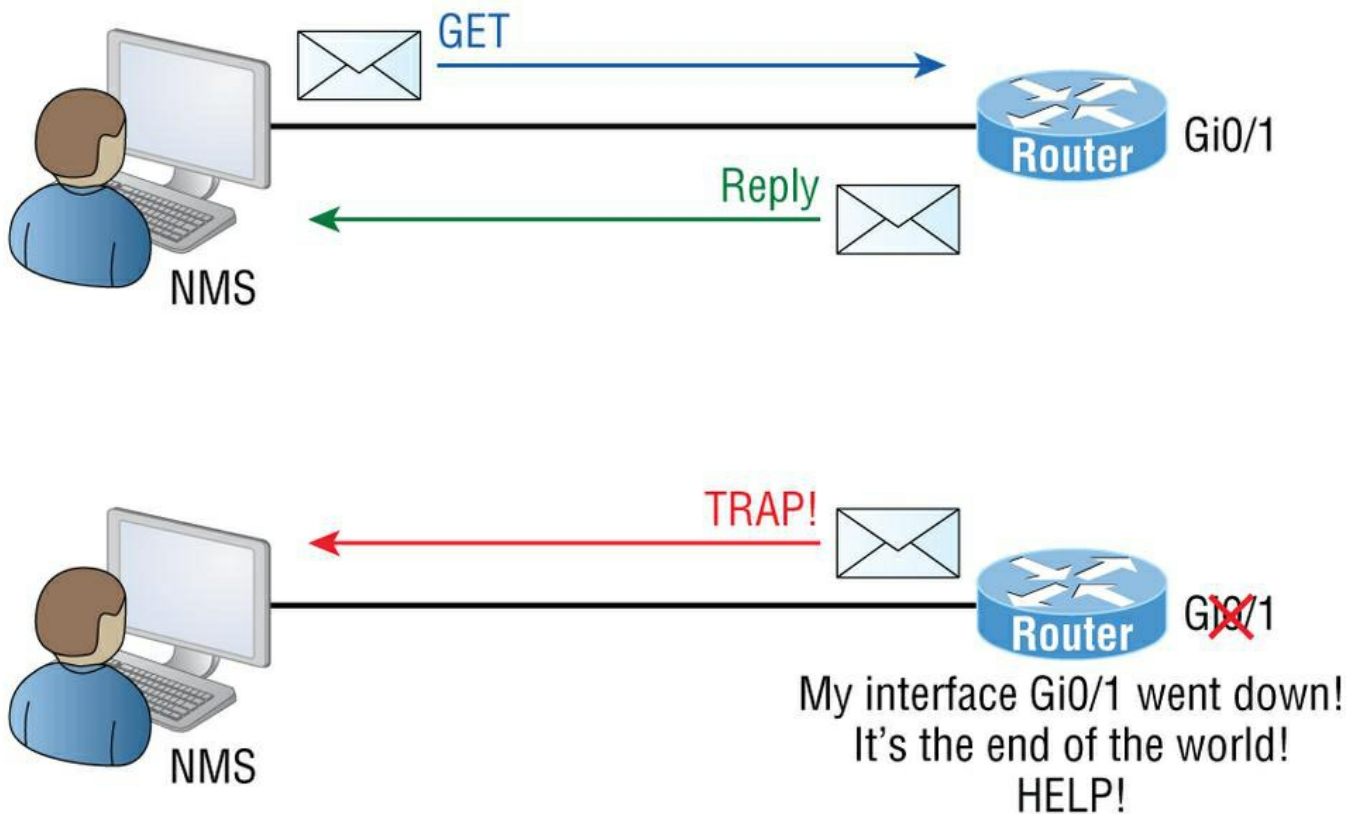 GET
Router
Gi0/1
Reply
NMS
TRAP!
Router
Gi0/1
My interface Gi0/1 went down!
It's the end of the world!
HELP!
NMS